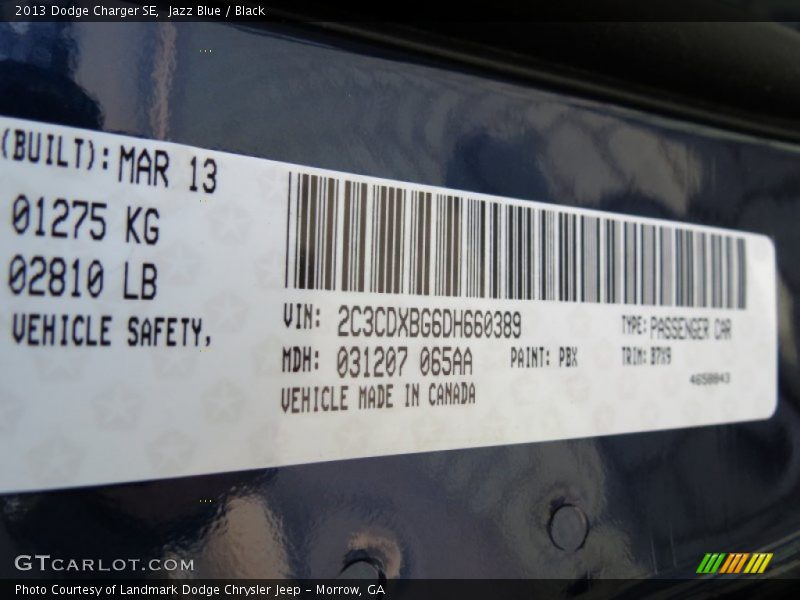 2013 Dodge Charger SE, Jazz Blue / Black
(BUILT): MAR 13
01275 KG
02810 LB
VEHICLE SAFETY,
VIN: 2C3CDXBG6DH660389
TYPE: PASSENGER CAR
MDH: 031207 065AA
PAINT: PBX
TRIM: B7X9
VEHICLE MADE IN CANADA
4650843
GTCARLOT.COM
Photo Courtesy of Landmark Dodge Chrysler Jeep - Morrow, GA